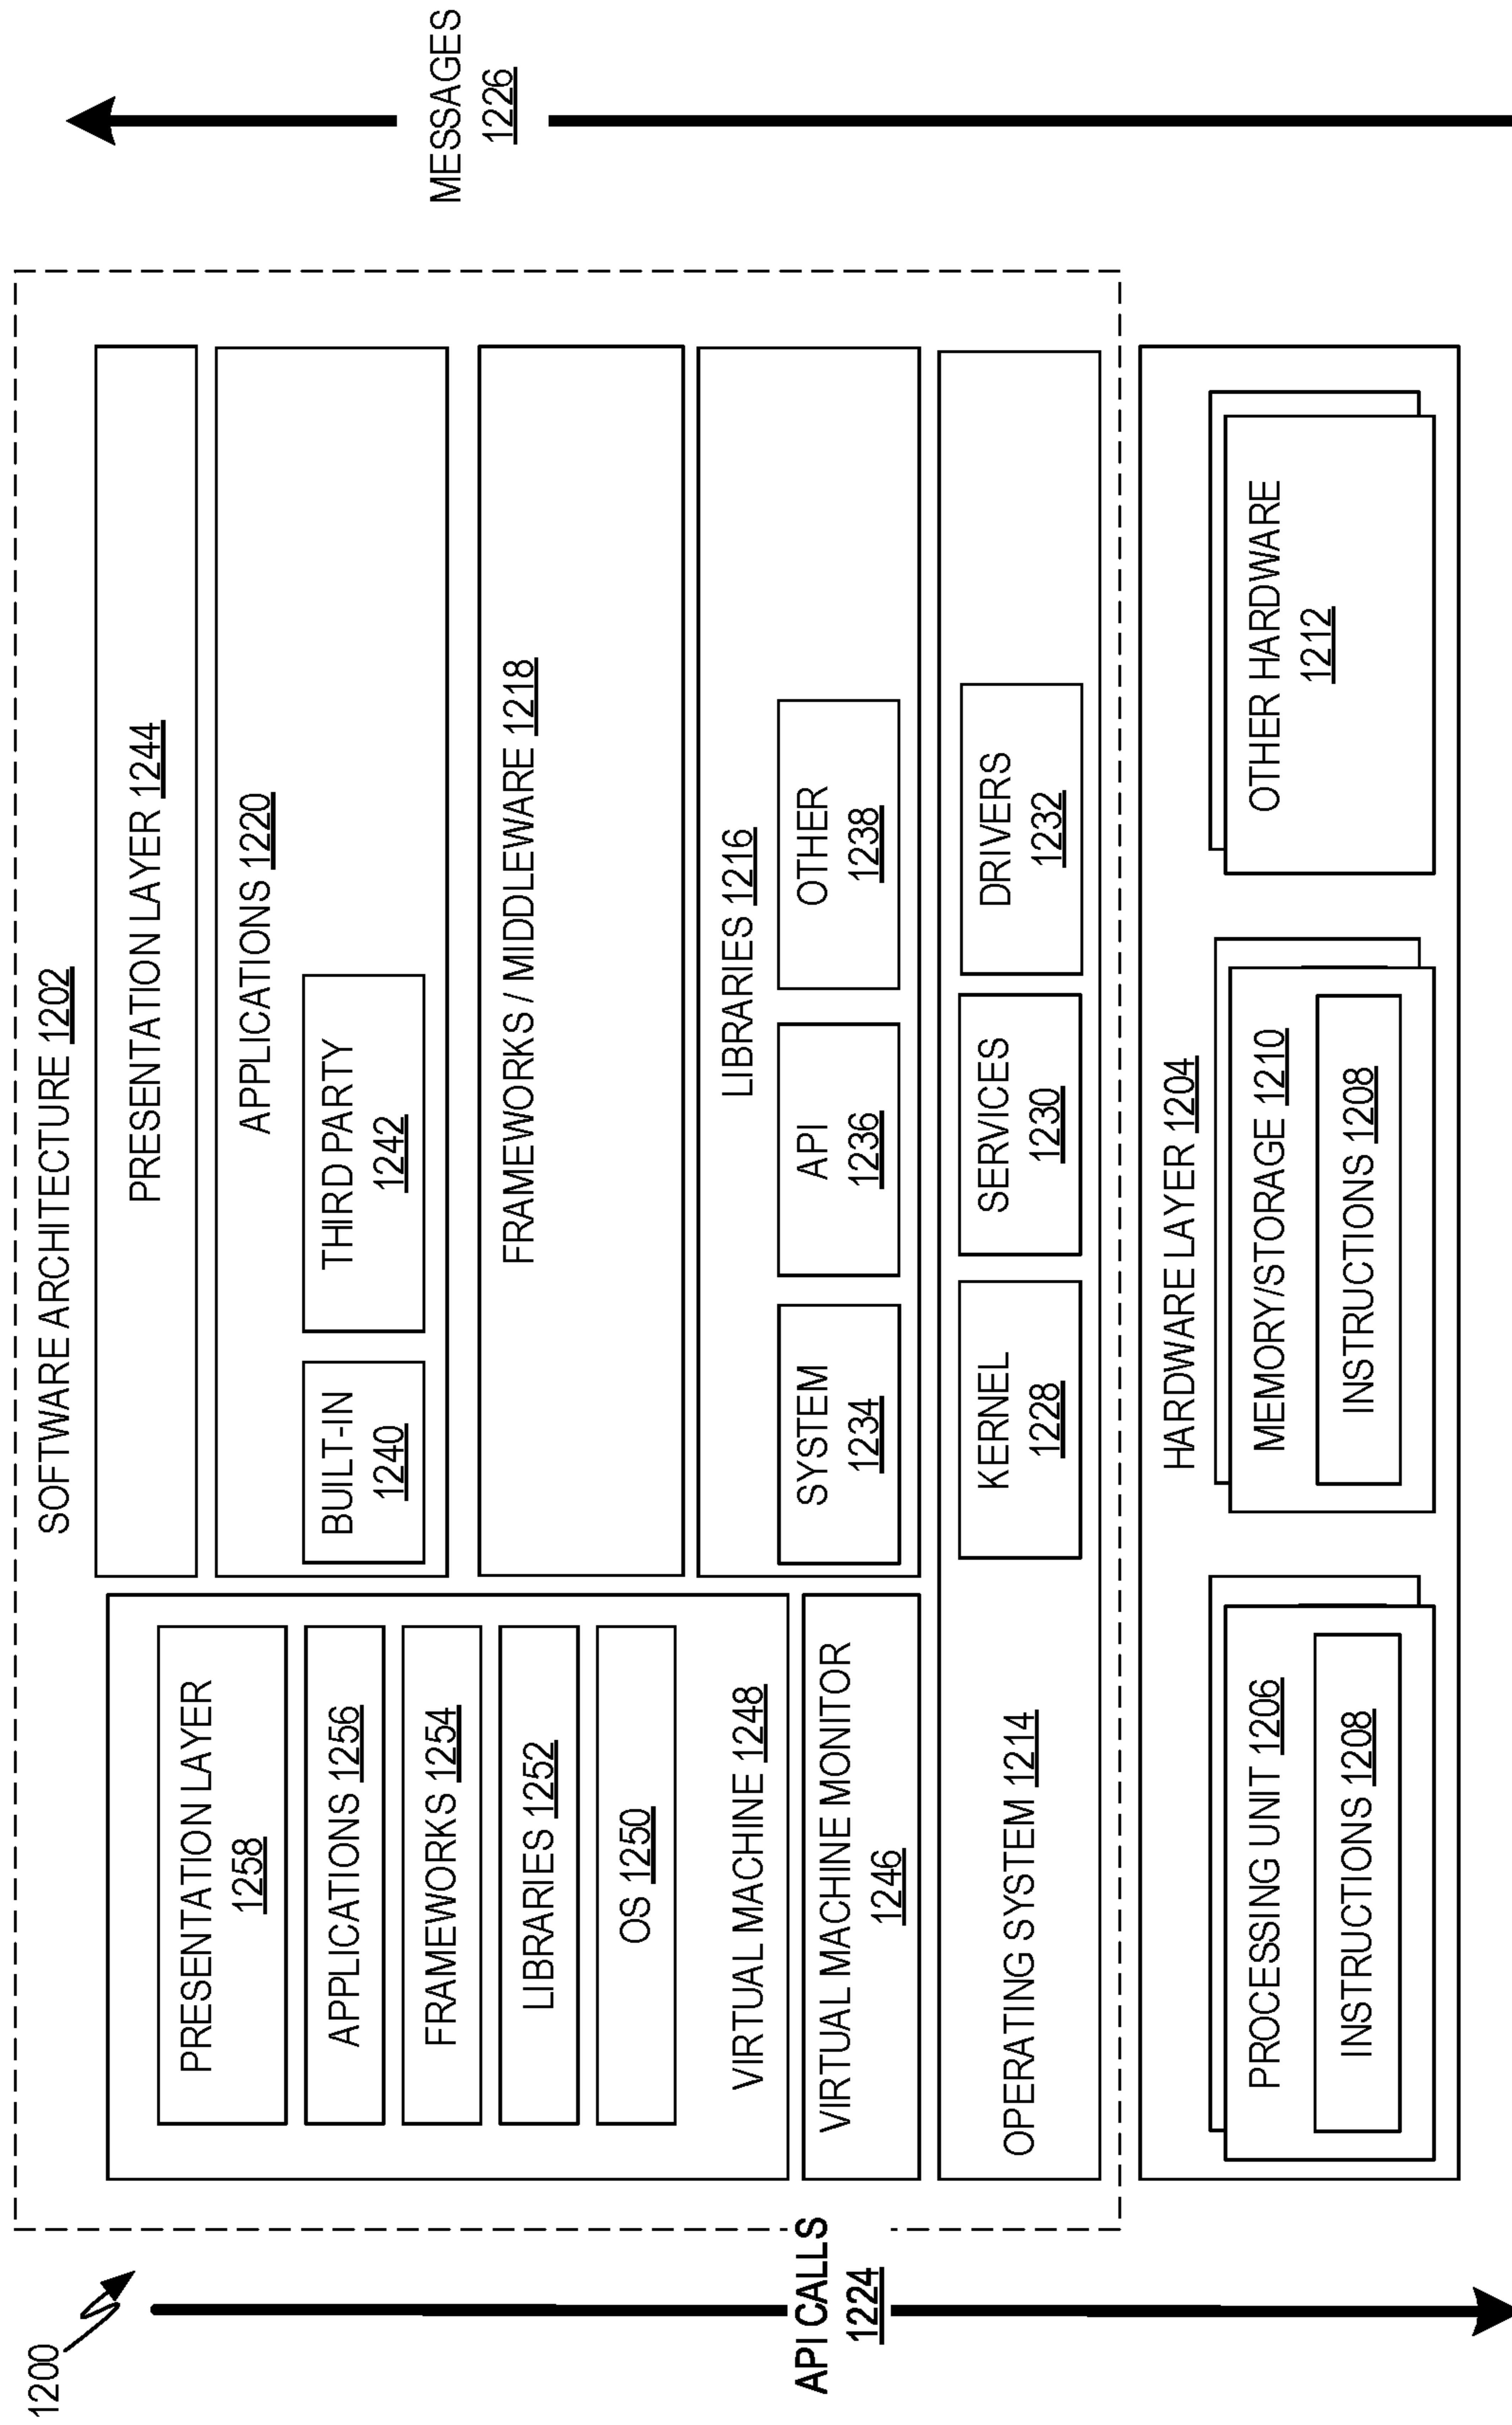 1200
SOFTWARE ARCHITECTURE 1202
PRESENTATION LAYER
1258
APPLICATIONS 1256
FRAMEWORKS 1254
LIBRARIES 1252
OS 1250
VIRTUAL MACHINE 1248
VIRTUAL MACHINE MONITOR
1246
PRESENTATION LAYER 1244
APPLICATIONS 1220
BUILT-IN
1240
THIRD PARTY
1242
FRAMEWORKS / MIDDLEWARE 1218
LIBRARIES 1216
SYSTEM
1234
API
1236
OTHER
1238
OPERATING SYSTEM 1214
KERNEL
1228
SERVICES
1230
DRIVERS
1232
HARDWARE LAYER 1204
PROCESSING UNIT 1206
INSTRUCTIONS 1208
MEMORY/STORAGE 1210
INSTRUCTIONS 1208
OTHER HARDWARE
1212
API CALLS
1224
MESSAGES
1226